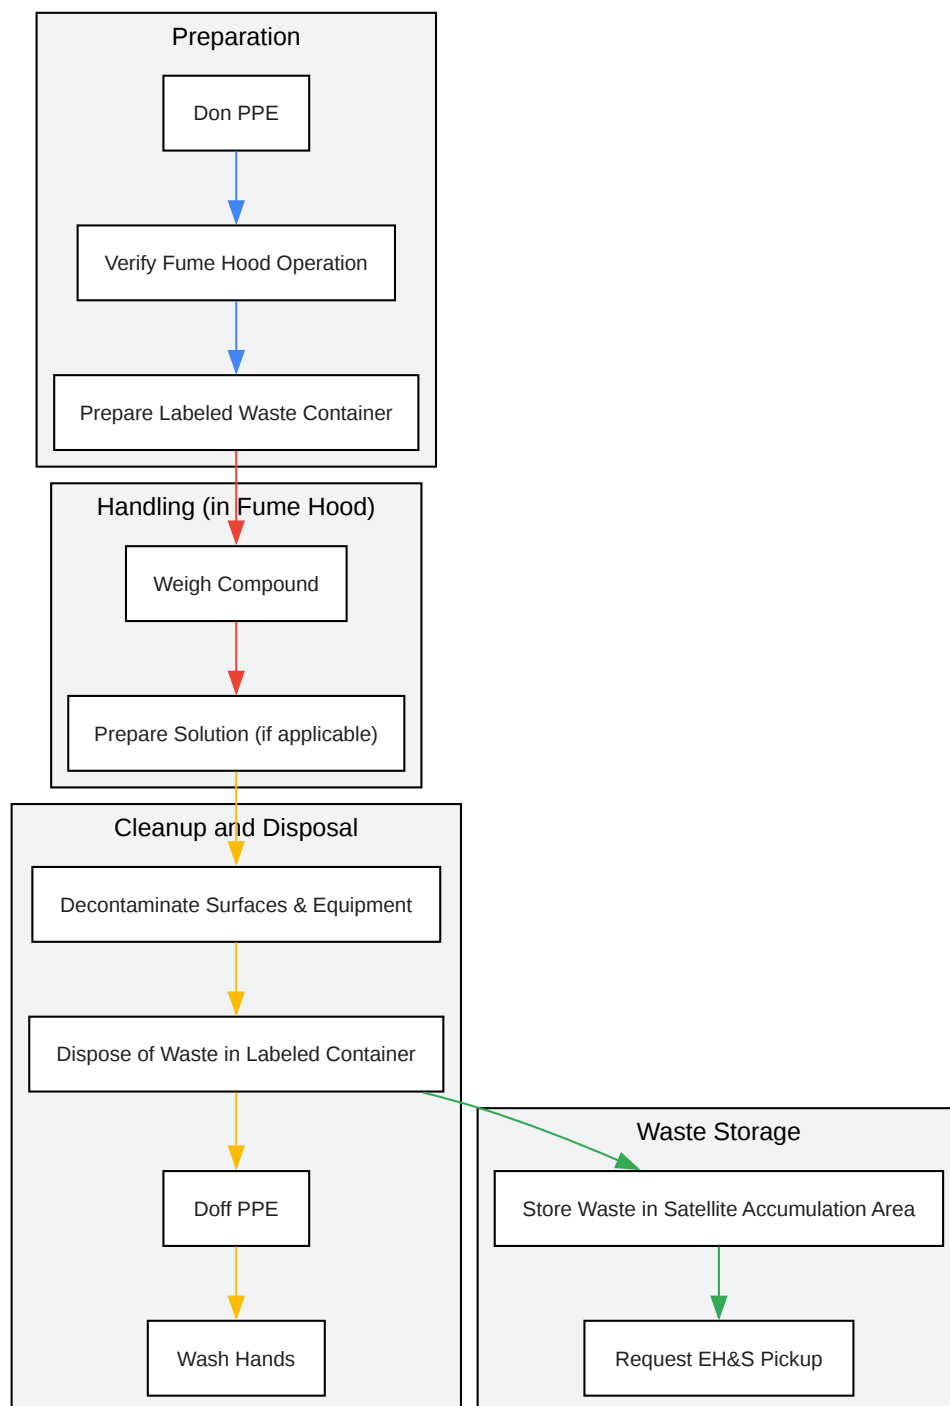 Preparation
Don PPE
Verify Fume Hood Operation
Prepare Labeled Waste Container
Handling (in Fume Hood)
Weigh Compound
Prepare Solution (if applicable)
Cleanup and Disposal
Decontaminate Surfaces & Equipment
Dispose of Waste in Labeled Container
Doff PPE
Wash Hands
Waste Storage
Store Waste in Satellite Accumulation Area
Request EH&S Pickup